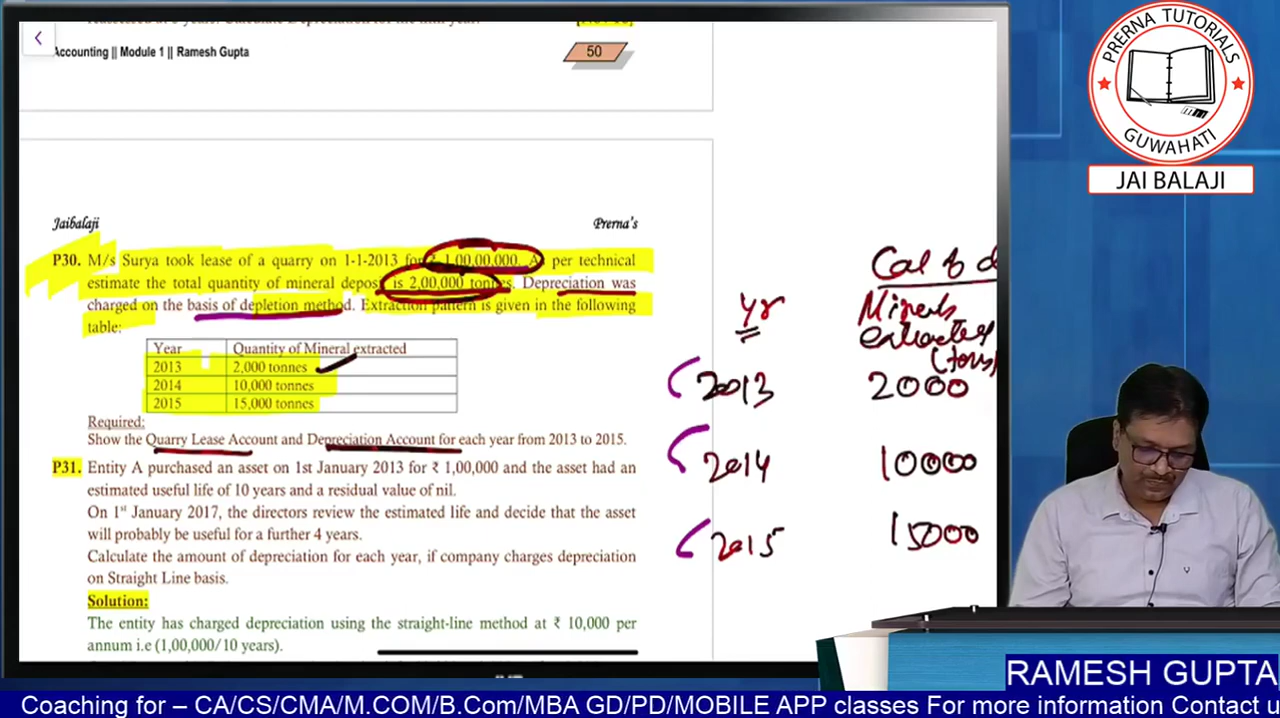 Accounting || Module 1 || Ramesh Gupta
50
Jaibalaji
Prerna's
P30. M/s Surya took lease of a quarry on 1-1-2013 for ₹ 1,00,00,000. As per technical
estimate the total quantity of mineral deposit is 2,00,000 tonnes. Depreciation was
charged on the basis of depletion method. Extraction pattern is given in the following
table:
Year Quantity of Mineral extracted
2013 2,000 tonnes
2014 10,000 tonnes
2015 15,000 tonnes
Required:
Show the Quarry Lease Account and Depreciation Account for each year from 2013 to 2015.
P31. Entity A purchased an asset on 1st January 2013 for ₹ 1,00,000 and the asset had an
estimated useful life of 10 years and a residual value of nil.
On 1st January 2017, the directors review the estimated life and decide that the asset
will probably be useful for a further 4 years.
Calculate the amount of depreciation for each year, if company charges depreciation
on Straight Line basis.
Solution:
The entity has charged depreciation using the straight-line method at ₹ 10,000 per
annum i.e (1,00,000/10 years).
Cal of d
Yr Minerals
extracted
(tons)
2013 2000
2014 10000
2015 15000
PRERNA TUTORIALS
GUWAHATI
JAI BALAJI
RAMESH GUPTA
Coaching for – CA/CS/CMA/M.COM/B.Com/MBA GD/PD/MOBILE APP classes For more information Contact u